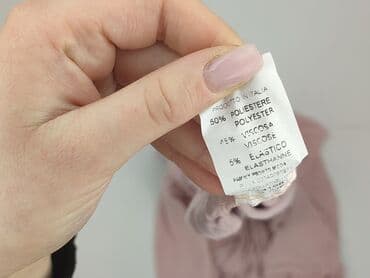 PRODOTTO IN ITALIA
50% POLIESTERE
POLYESTER
45% VISCOSA
VISCOSE
5% ELASTICO
ELASTHANNE